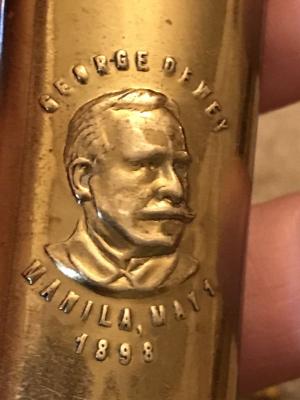 GEORGE DEWEY
MANILA, MAY 1
1898